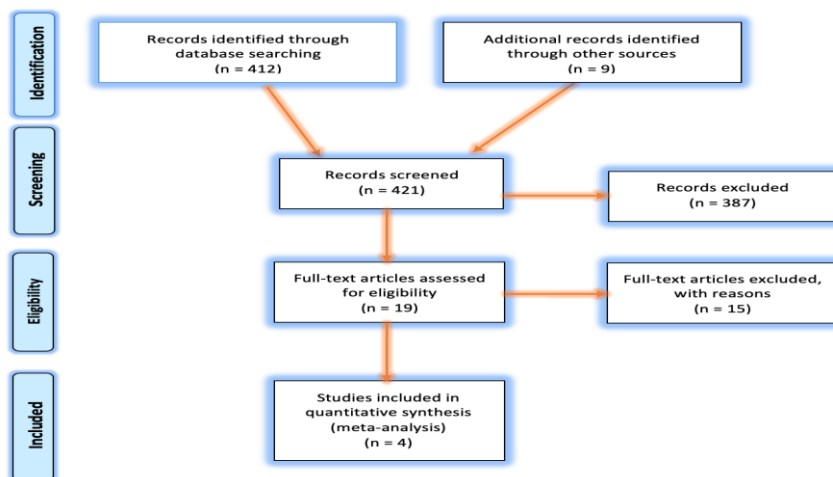 Identification
Records identified through
database searching
(n = 412)
Additional records identified
through other sources
(n = 9)
Screening
Records screened
(n = 421)
Records excluded
(n = 387)
Eligibility
Full-text articles assessed
for eligibility
(n = 19)
Full-text articles excluded,
with reasons
(n = 15)
Included
Studies included in
quantitative synthesis
(meta-analysis)
(n = 4)